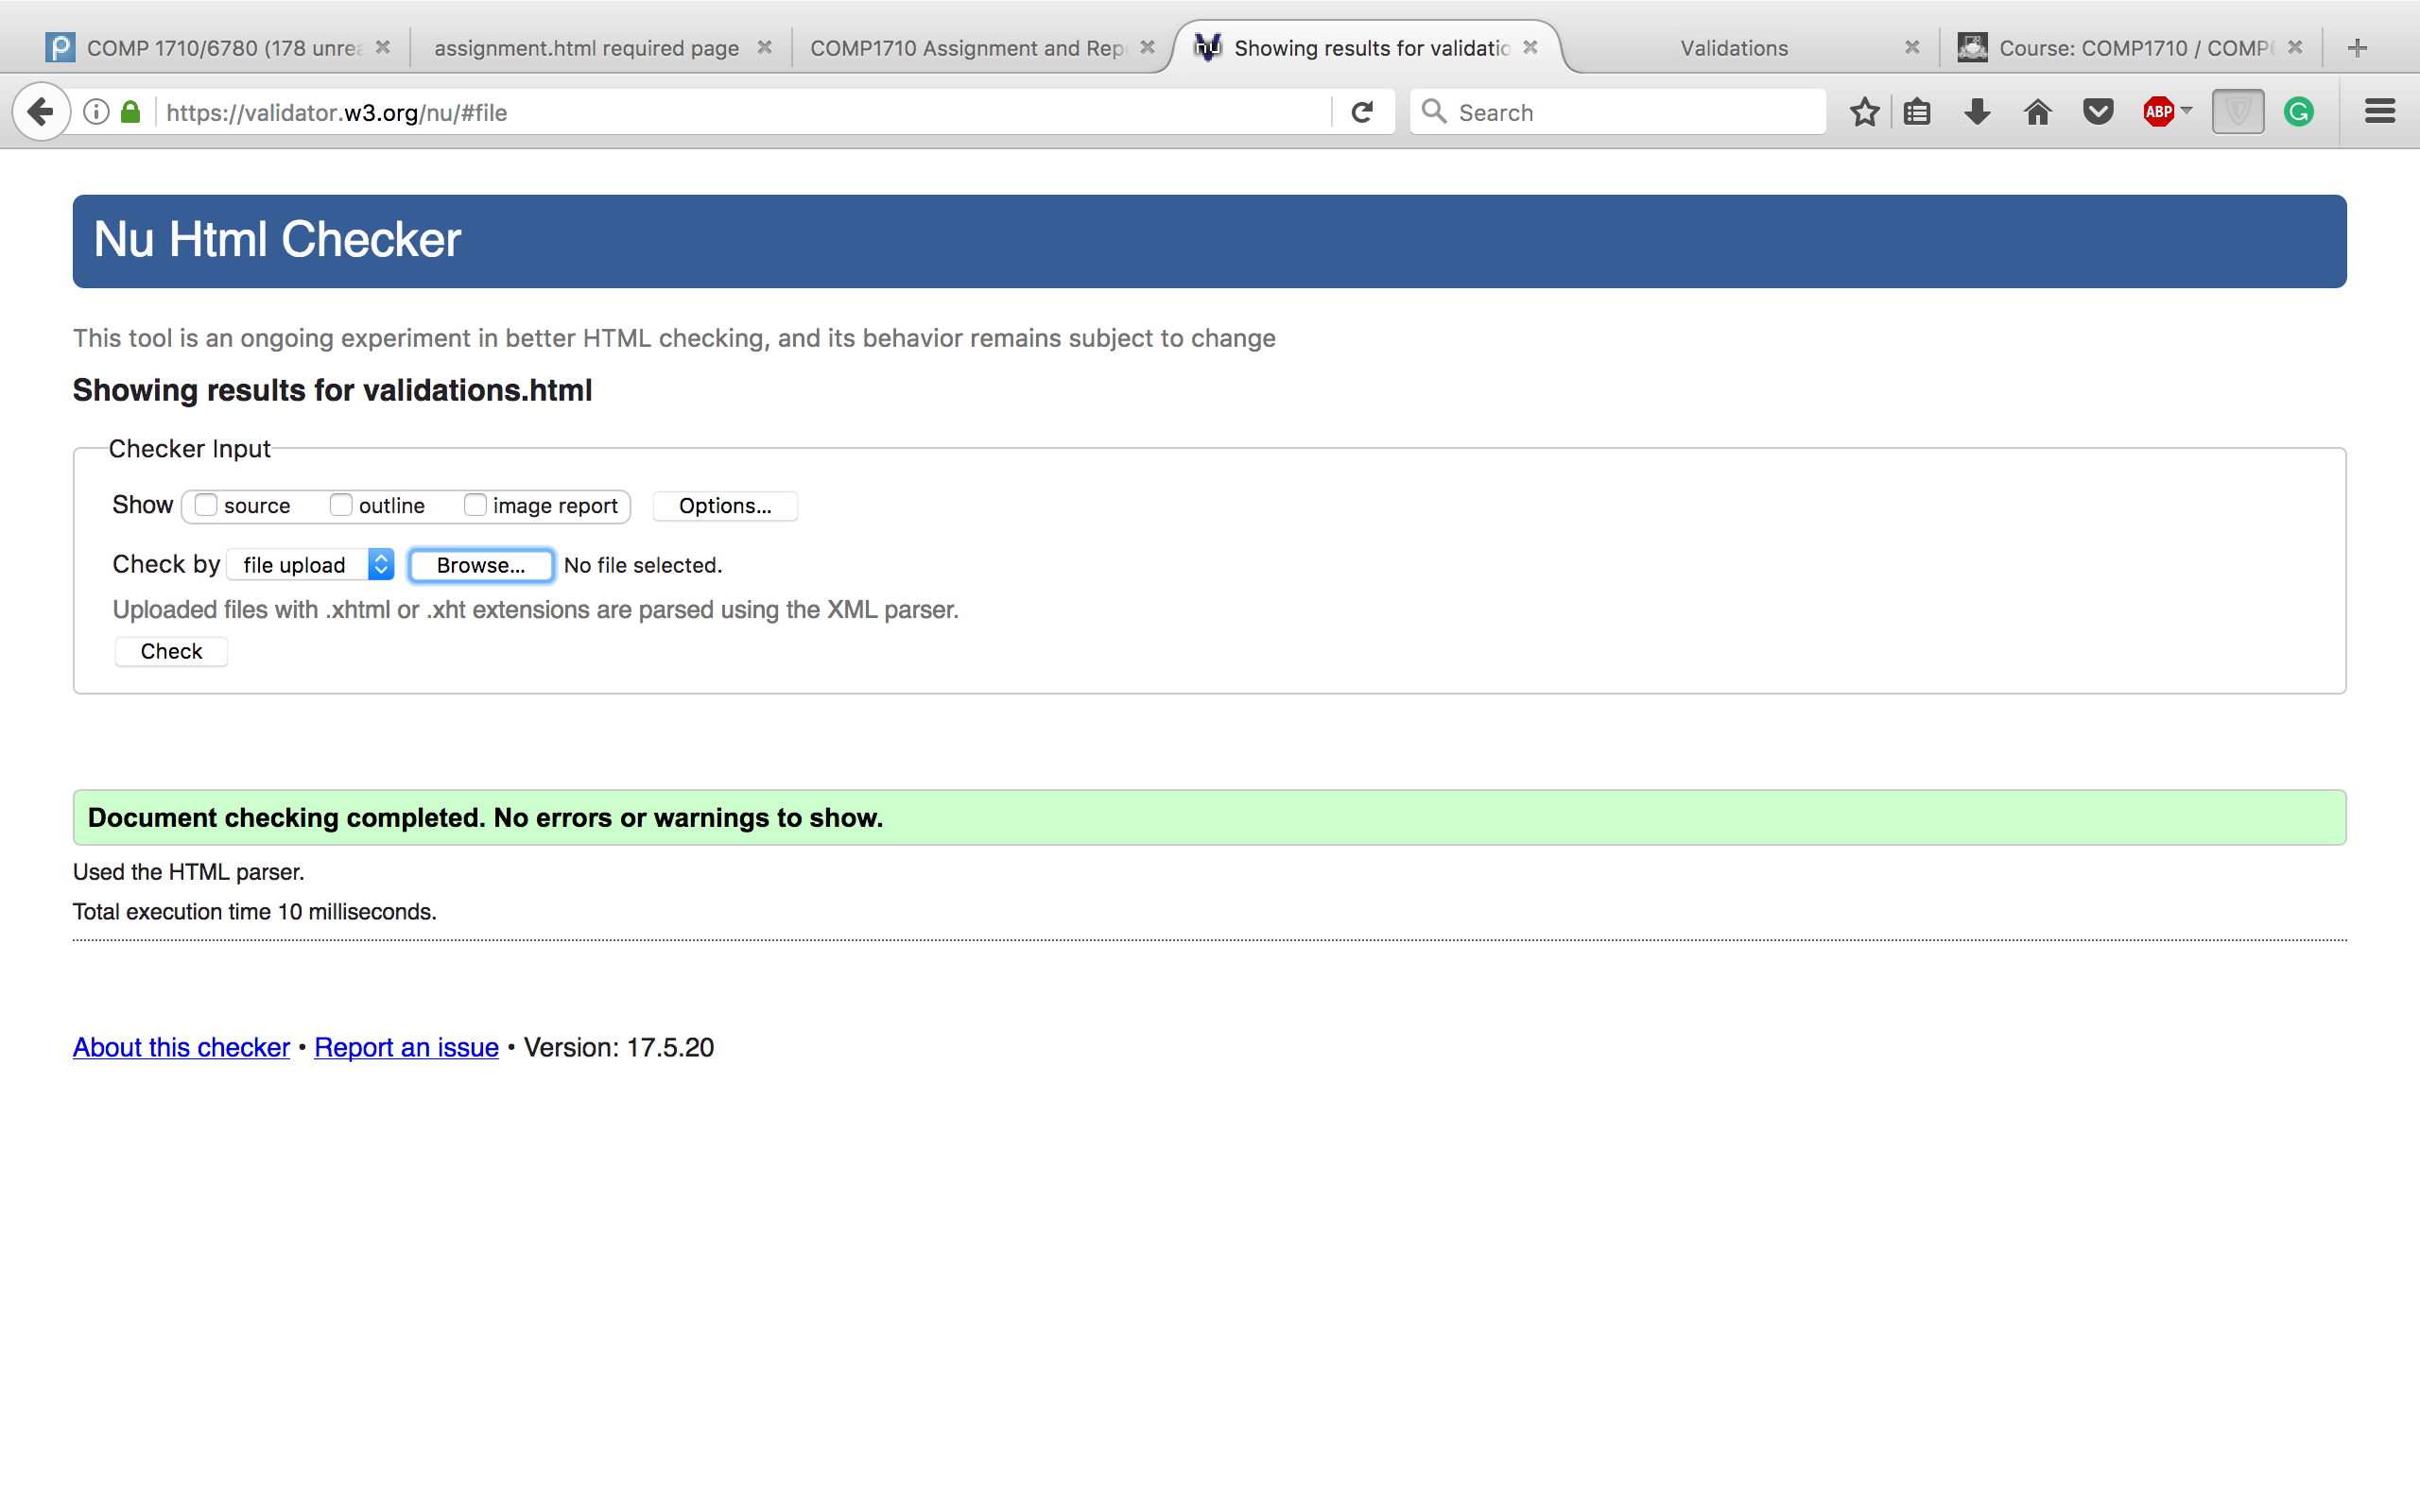 COMP 1710/6780 (178 unrea
assignment.html required page
COMP1710 Assignment and Repo
Showing results for validatio
Validations
Course: COMP1710 / COMP6
https://validator.w3.org/nu/#file
Search
ABP
Nu Html Checker
This tool is an ongoing experiment in better HTML checking, and its behavior remains subject to change
Showing results for validations.html
Checker Input
Show source outline image report Options...
Check by file upload Browse... No file selected.
Uploaded files with .xhtml or .xht extensions are parsed using the XML parser.
Check
Document checking completed. No errors or warnings to show.
Used the HTML parser.
Total execution time 10 milliseconds.
About this checker • Report an issue • Version: 17.5.20